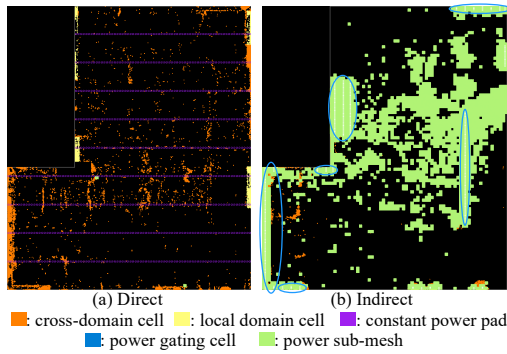 (a) Direct (b) Indirect
: cross-domain cell : local domain cell : constant power pad
: power gating cell : power sub-mesh